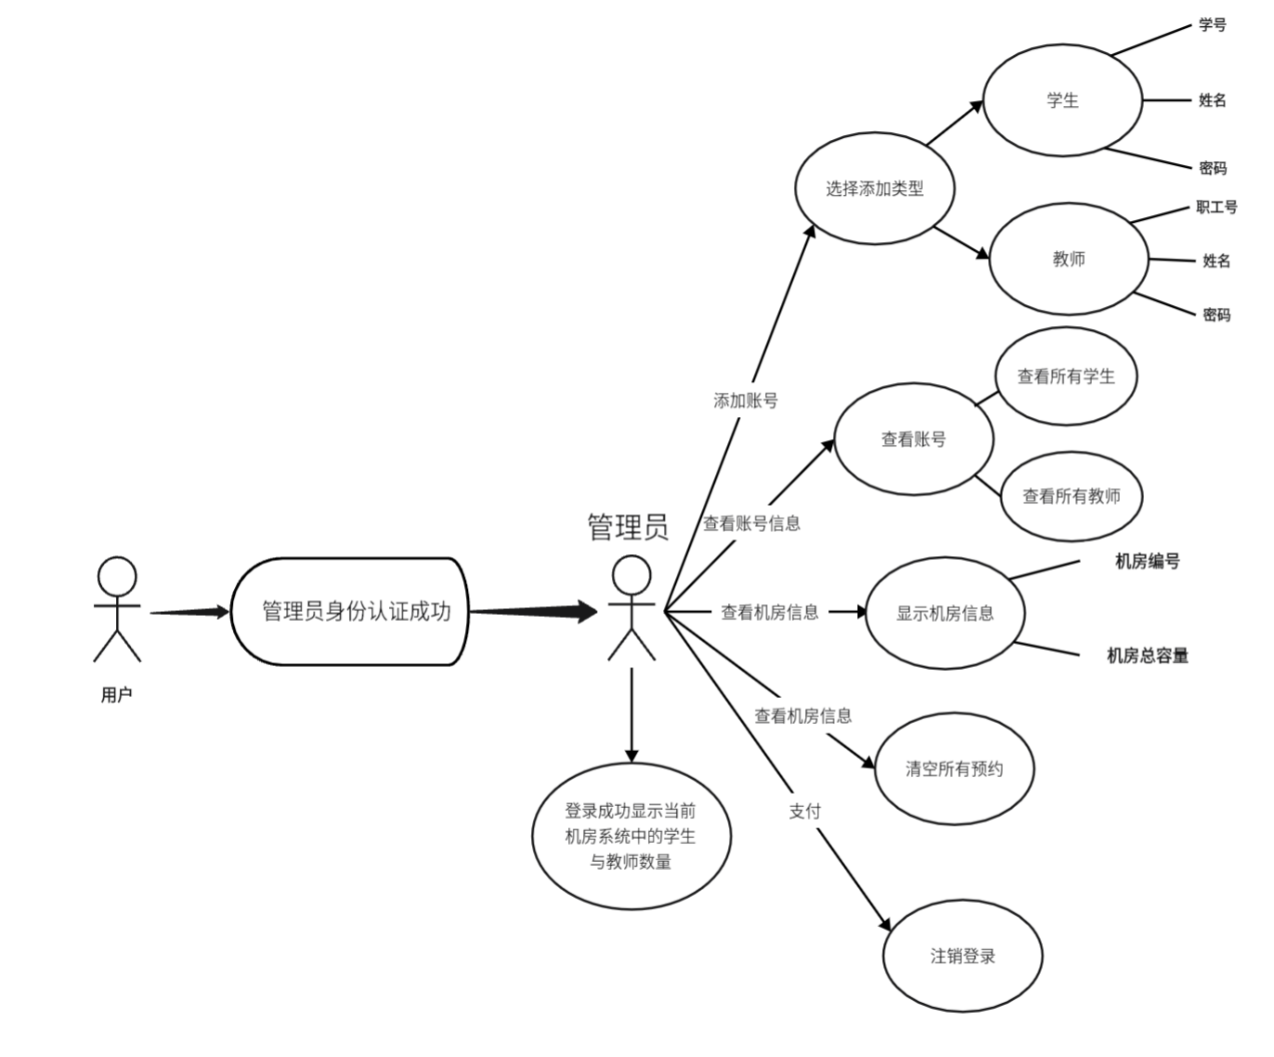 学号
学生
姓名
密码
选择添加类型
职工号
教师
姓名
密码
查看所有学生
添加账号
查看账号
查看所有教师
查看账号信息
管理员
机房编号
管理员身份认证成功
查看机房信息
显示机房信息
机房总容量
用户
查看机房信息
清空所有预约
登录成功显示当前
机房系统中的学生
与教师数量
支付
注销登录